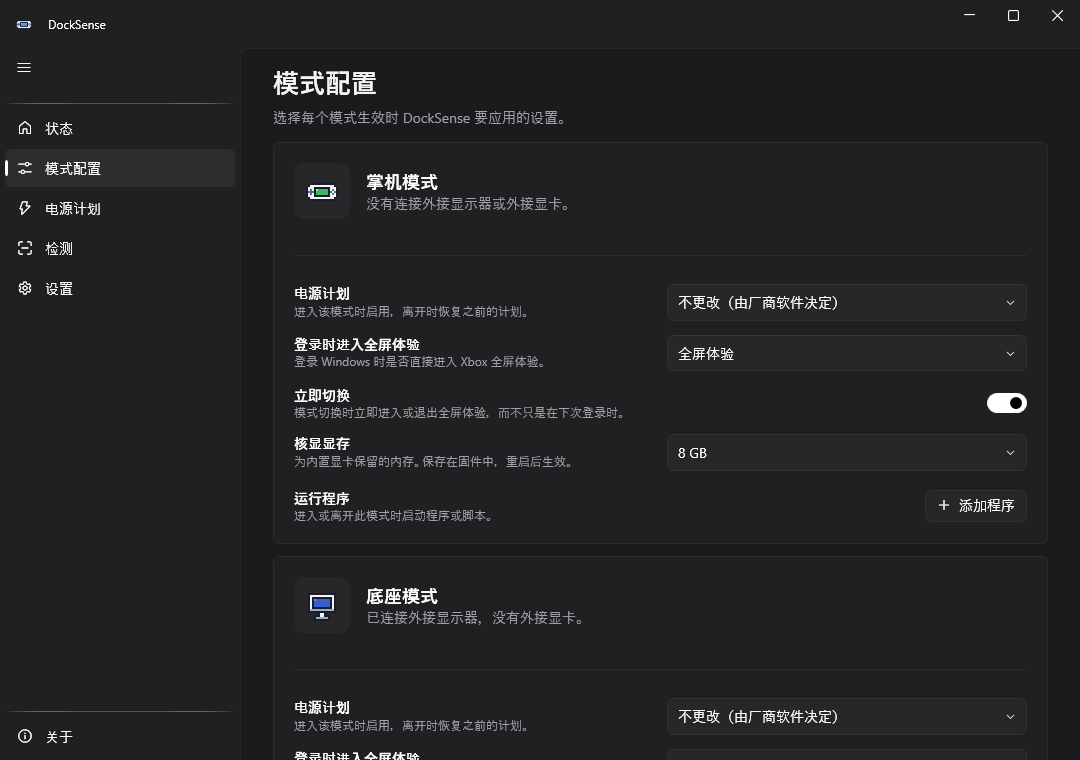 DockSense
状态
模式配置
电源计划
检测
设置
关于
模式配置
选择每个模式生效时 DockSense 要应用的设置。
掌机模式
没有连接外接显示器或外接显卡。
电源计划
进入该模式时启用，离开时恢复之前的计划。
不更改（由厂商软件决定）
登录时进入全屏体验
登录 Windows 时是否直接进入 Xbox 全屏体验。
全屏体验
立即切换
模式切换时立即进入或退出全屏体验，而不只是在下次登录时。
核显显存
为内置显卡保留的内存。保存在固件中，重启后生效。
8 GB
运行程序
进入或离开此模式时启动程序或脚本。
添加程序
底座模式
已连接外接显示器，没有外接显卡。
电源计划
进入该模式时启用，离开时恢复之前的计划。
不更改（由厂商软件决定）
登录时进入全屏体验